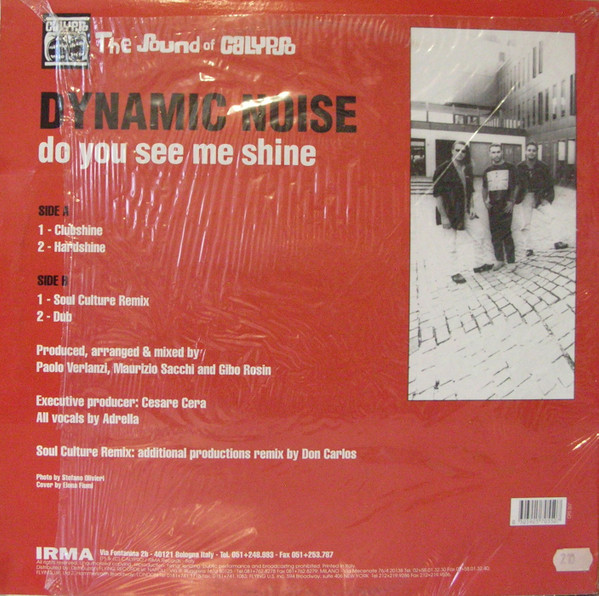 CALYPSO
The Sound of CALYPSO
DYNAMIC NOISE
do you see me shine
SIDE A
1 - Clubshine
2 - Hardshine
SIDE B
1 - Soul Culture Remix
2 - Dub
Produced, arranged & mixed by
Paolo Verlanzi, Maurizio Sacchi and Gibo Rosin
Executive producer: Cesare Cera
All vocals by Adrella
Soul Culture Remix: additional productions remix by Don Carlos
Photo by Stefano Olivieri
Cover by Elena
IRMA Via Fontanina 2b - 40121 Bologna Italy - Tel. 051+248.983 - Fax 051+253.787